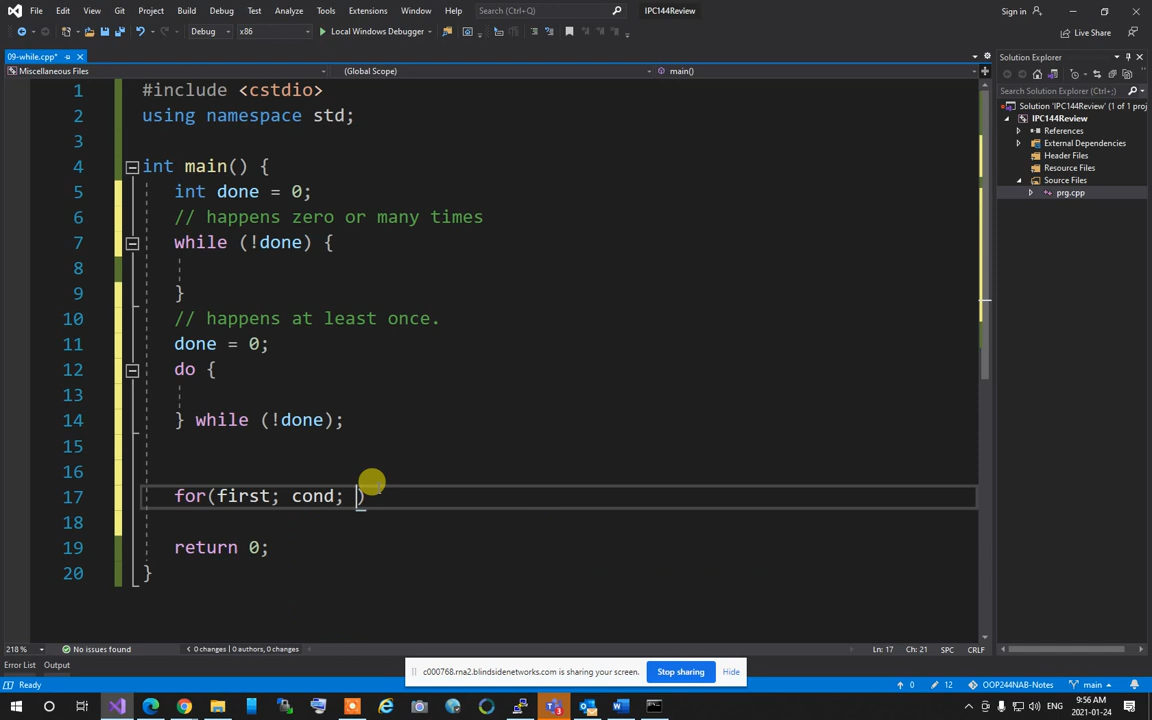 File Edit View Git Project Build Debug Test Analyze Tools Extensions Window Help Search (Ctrl+Q) IPC144Review Sign in
Debug x86 Local Windows Debugger Live Share
09-while.cpp* Solution Explorer
Miscellaneous Files (Global Scope) main()
Search Solution Explorer (Ctrl+;)
Solution 'IPC144Review' (1 of 1 proj
IPC144Review
References
External Dependencies
Header Files
Resource Files
Source Files
prg.cpp
1 #include <cstdio>
2 using namespace std;
3
4 int main() {
5 int done = 0;
6 // happens zero or many times
7 while (!done) {
8
9 }
10 // happens at least once.
11 done = 0;
12 do {
13
14 } while (!done);
15
16
17 for(first; cond; )
18
19 return 0;
20 }
218 % No issues found 0 changes | 0 authors, 0 changes Ln: 17 Ch: 21 SPC CRLF
Error List Output
c000768.rna2.blindsidenetworks.com is sharing your screen. Stop sharing Hide
Ready 0 12 OOP244NAB-Notes main
ENG 9:56 AM
2021-01-24